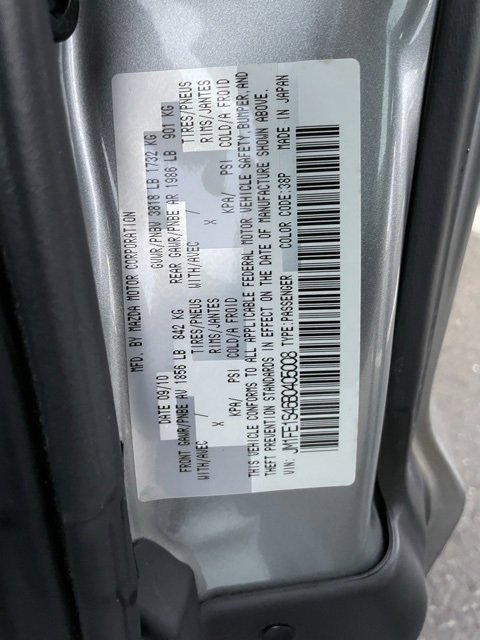 MFD. BY MAZDA MOTOR CORPORATION
DATE 09/10 GVWR/PNBV 3818 LB 1732 KG
FRONT GAWR/PNBE AV 1856 LB 842 KG REAR GAWR/PNBE AR 1986 LB 901 KG
WITH/AVEC / TIRES/PNEUS WITH/AVEC / TIRES/PNEUS
X RIMS/JANTES X RIMS/JANTES
KPA/ PSI COLD/A FROID KPA/ PSI COLD/A FROID
THIS VEHICLE CONFORMS TO ALL APPLICABLE FEDERAL MOTOR VEHICLE SAFETY, BUMPER, AND
THEFT PREVENTION STANDARDS IN EFFECT ON THE DATE OF MANUFACTURE SHOWN ABOVE.
VIN: JM1FE1S46B0405008 TYPE:PASSENGER COLOR CODE:38P MADE IN JAPAN